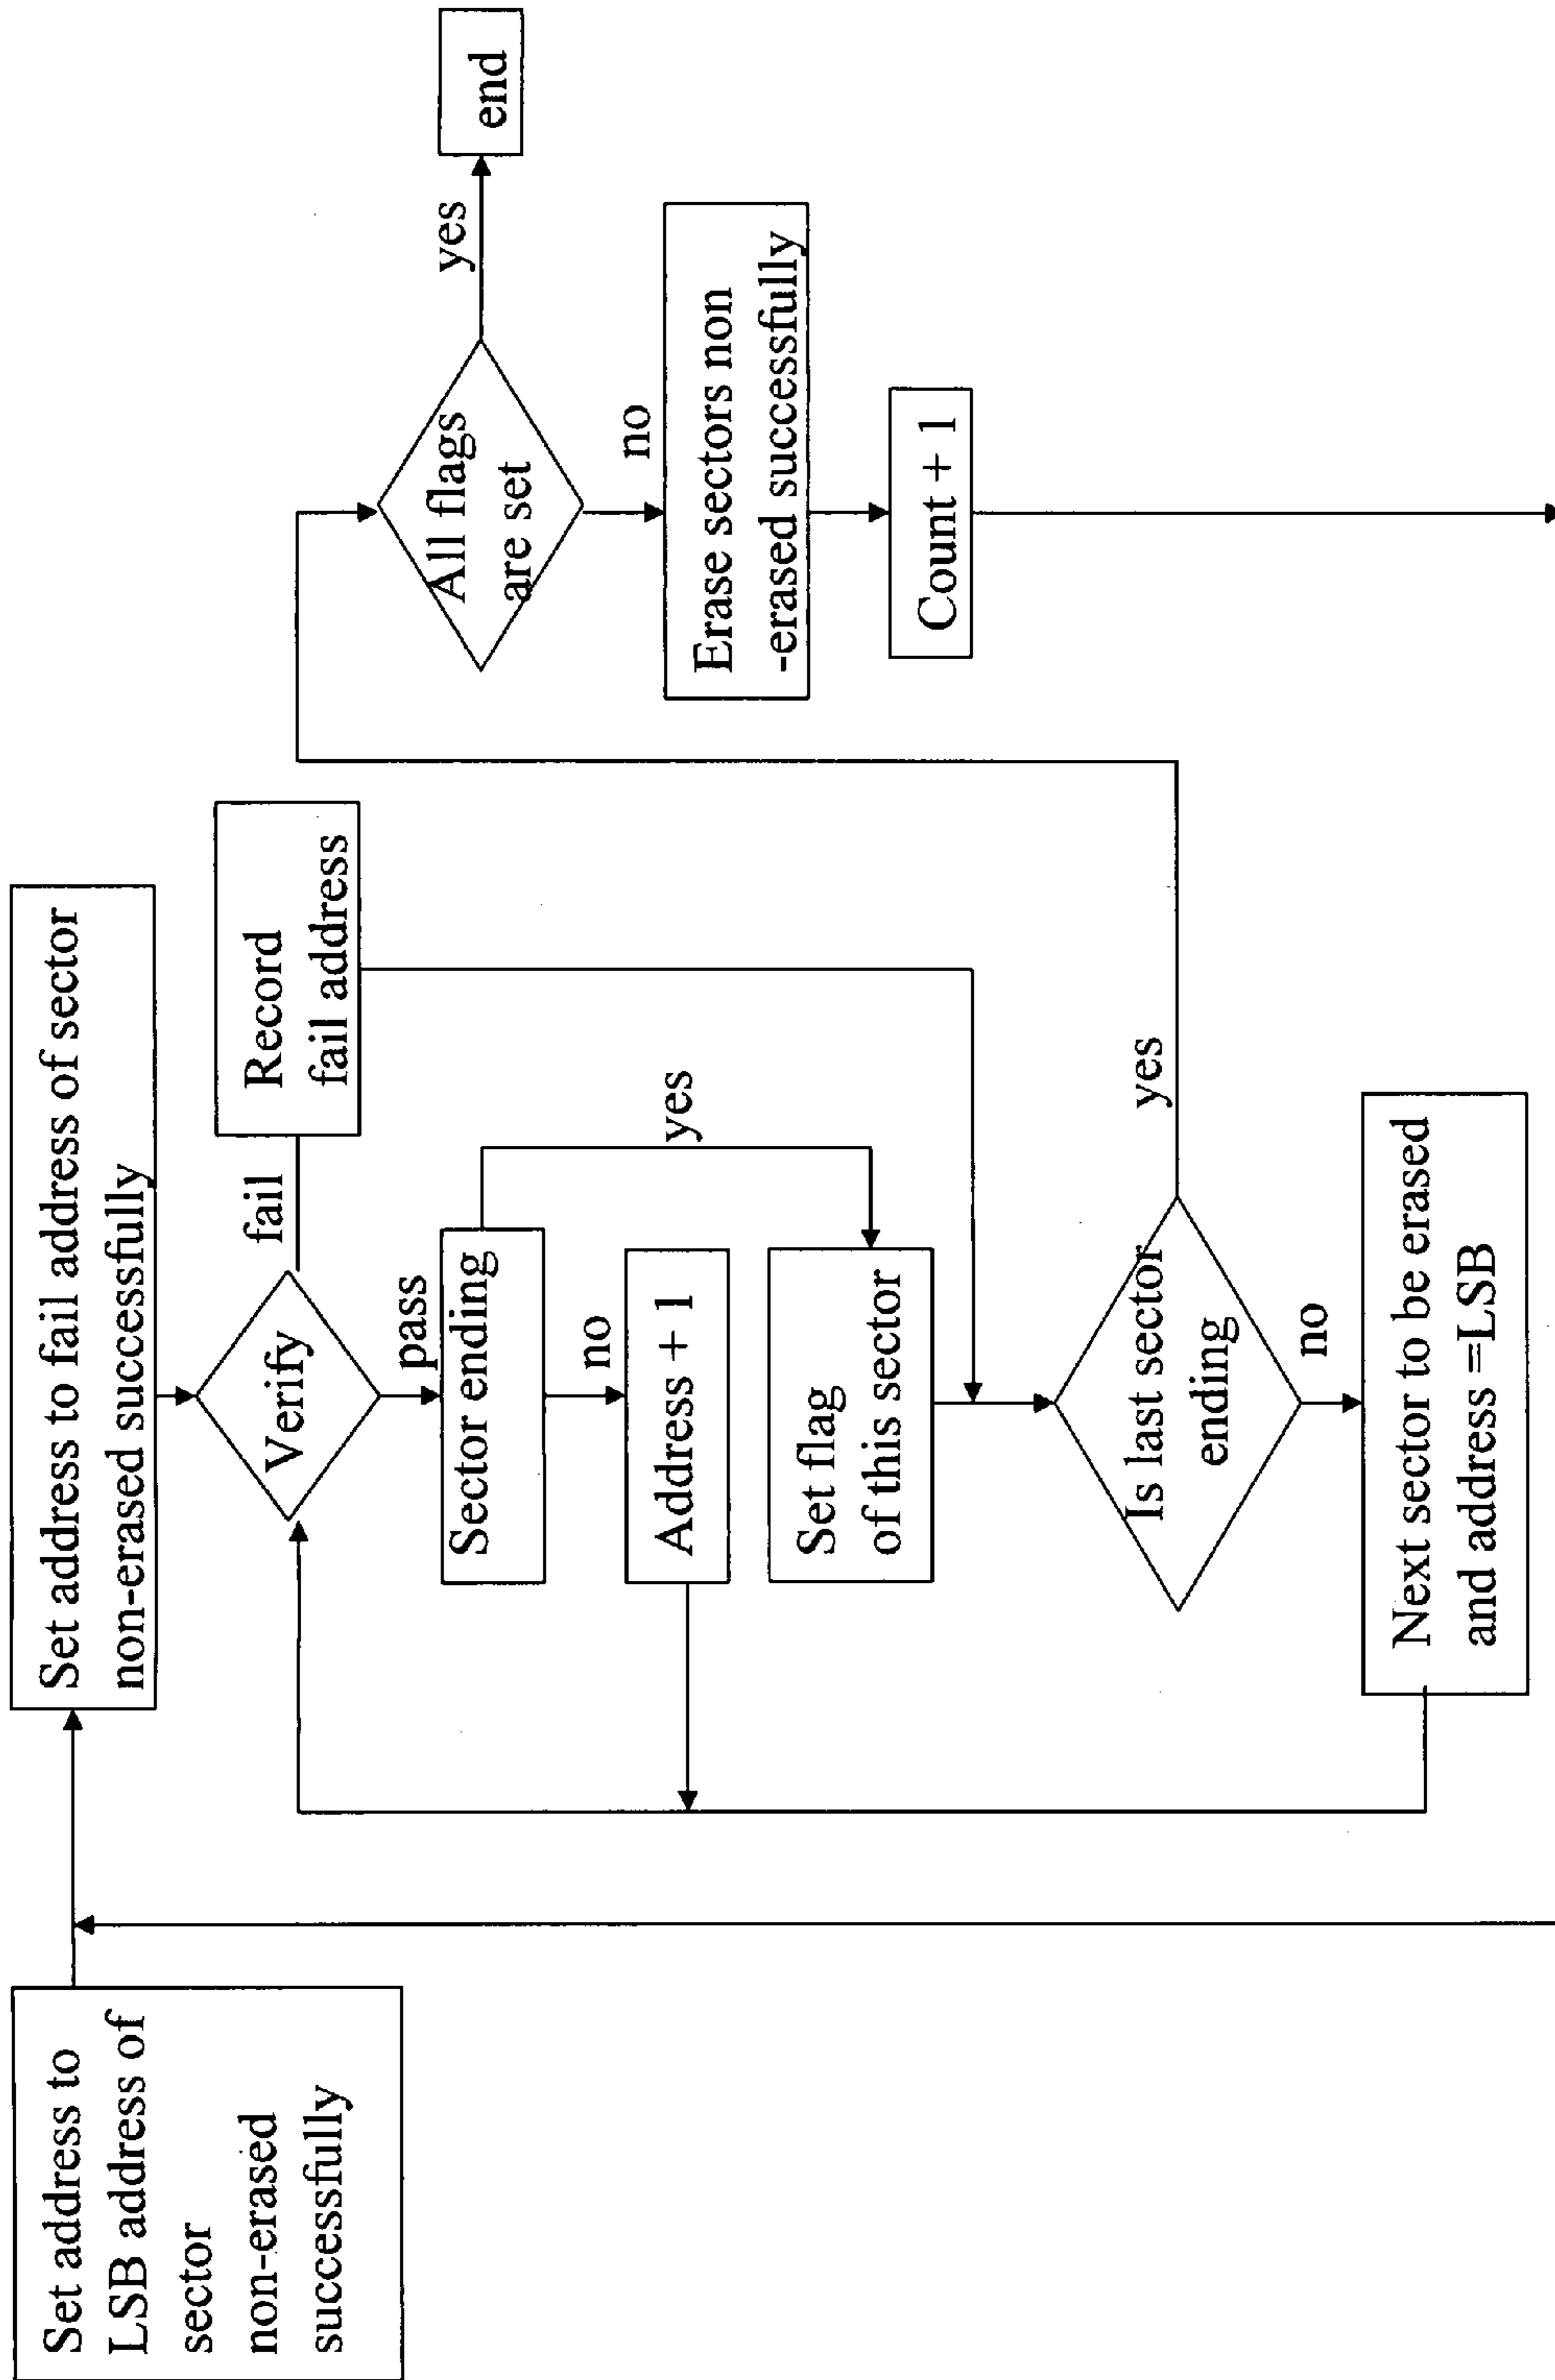 Set address to
LSB address of
sector
non-erased
successfully
Set address to fail address of sector
non-erased successfully
Verify
fail
Record
fail address
pass
Sector ending
yes
no
Address + 1
Set flag
of this sector
Is last sector
ending
yes
no
Next sector to be erased
and address =LSB
All flags
are set
yes
end
no
Erase sectors non
-erased successfully
Count + 1